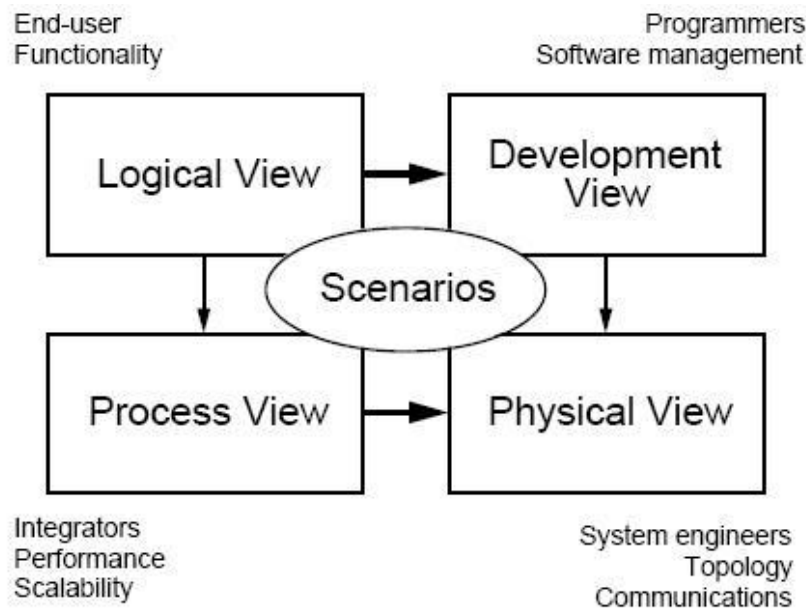 End-user
Functionality
Programmers
Software management
Logical View
Development
View
Scenarios
Process View
Physical View
Integrators
Performance
Scalability
System engineers
Topology
Communications